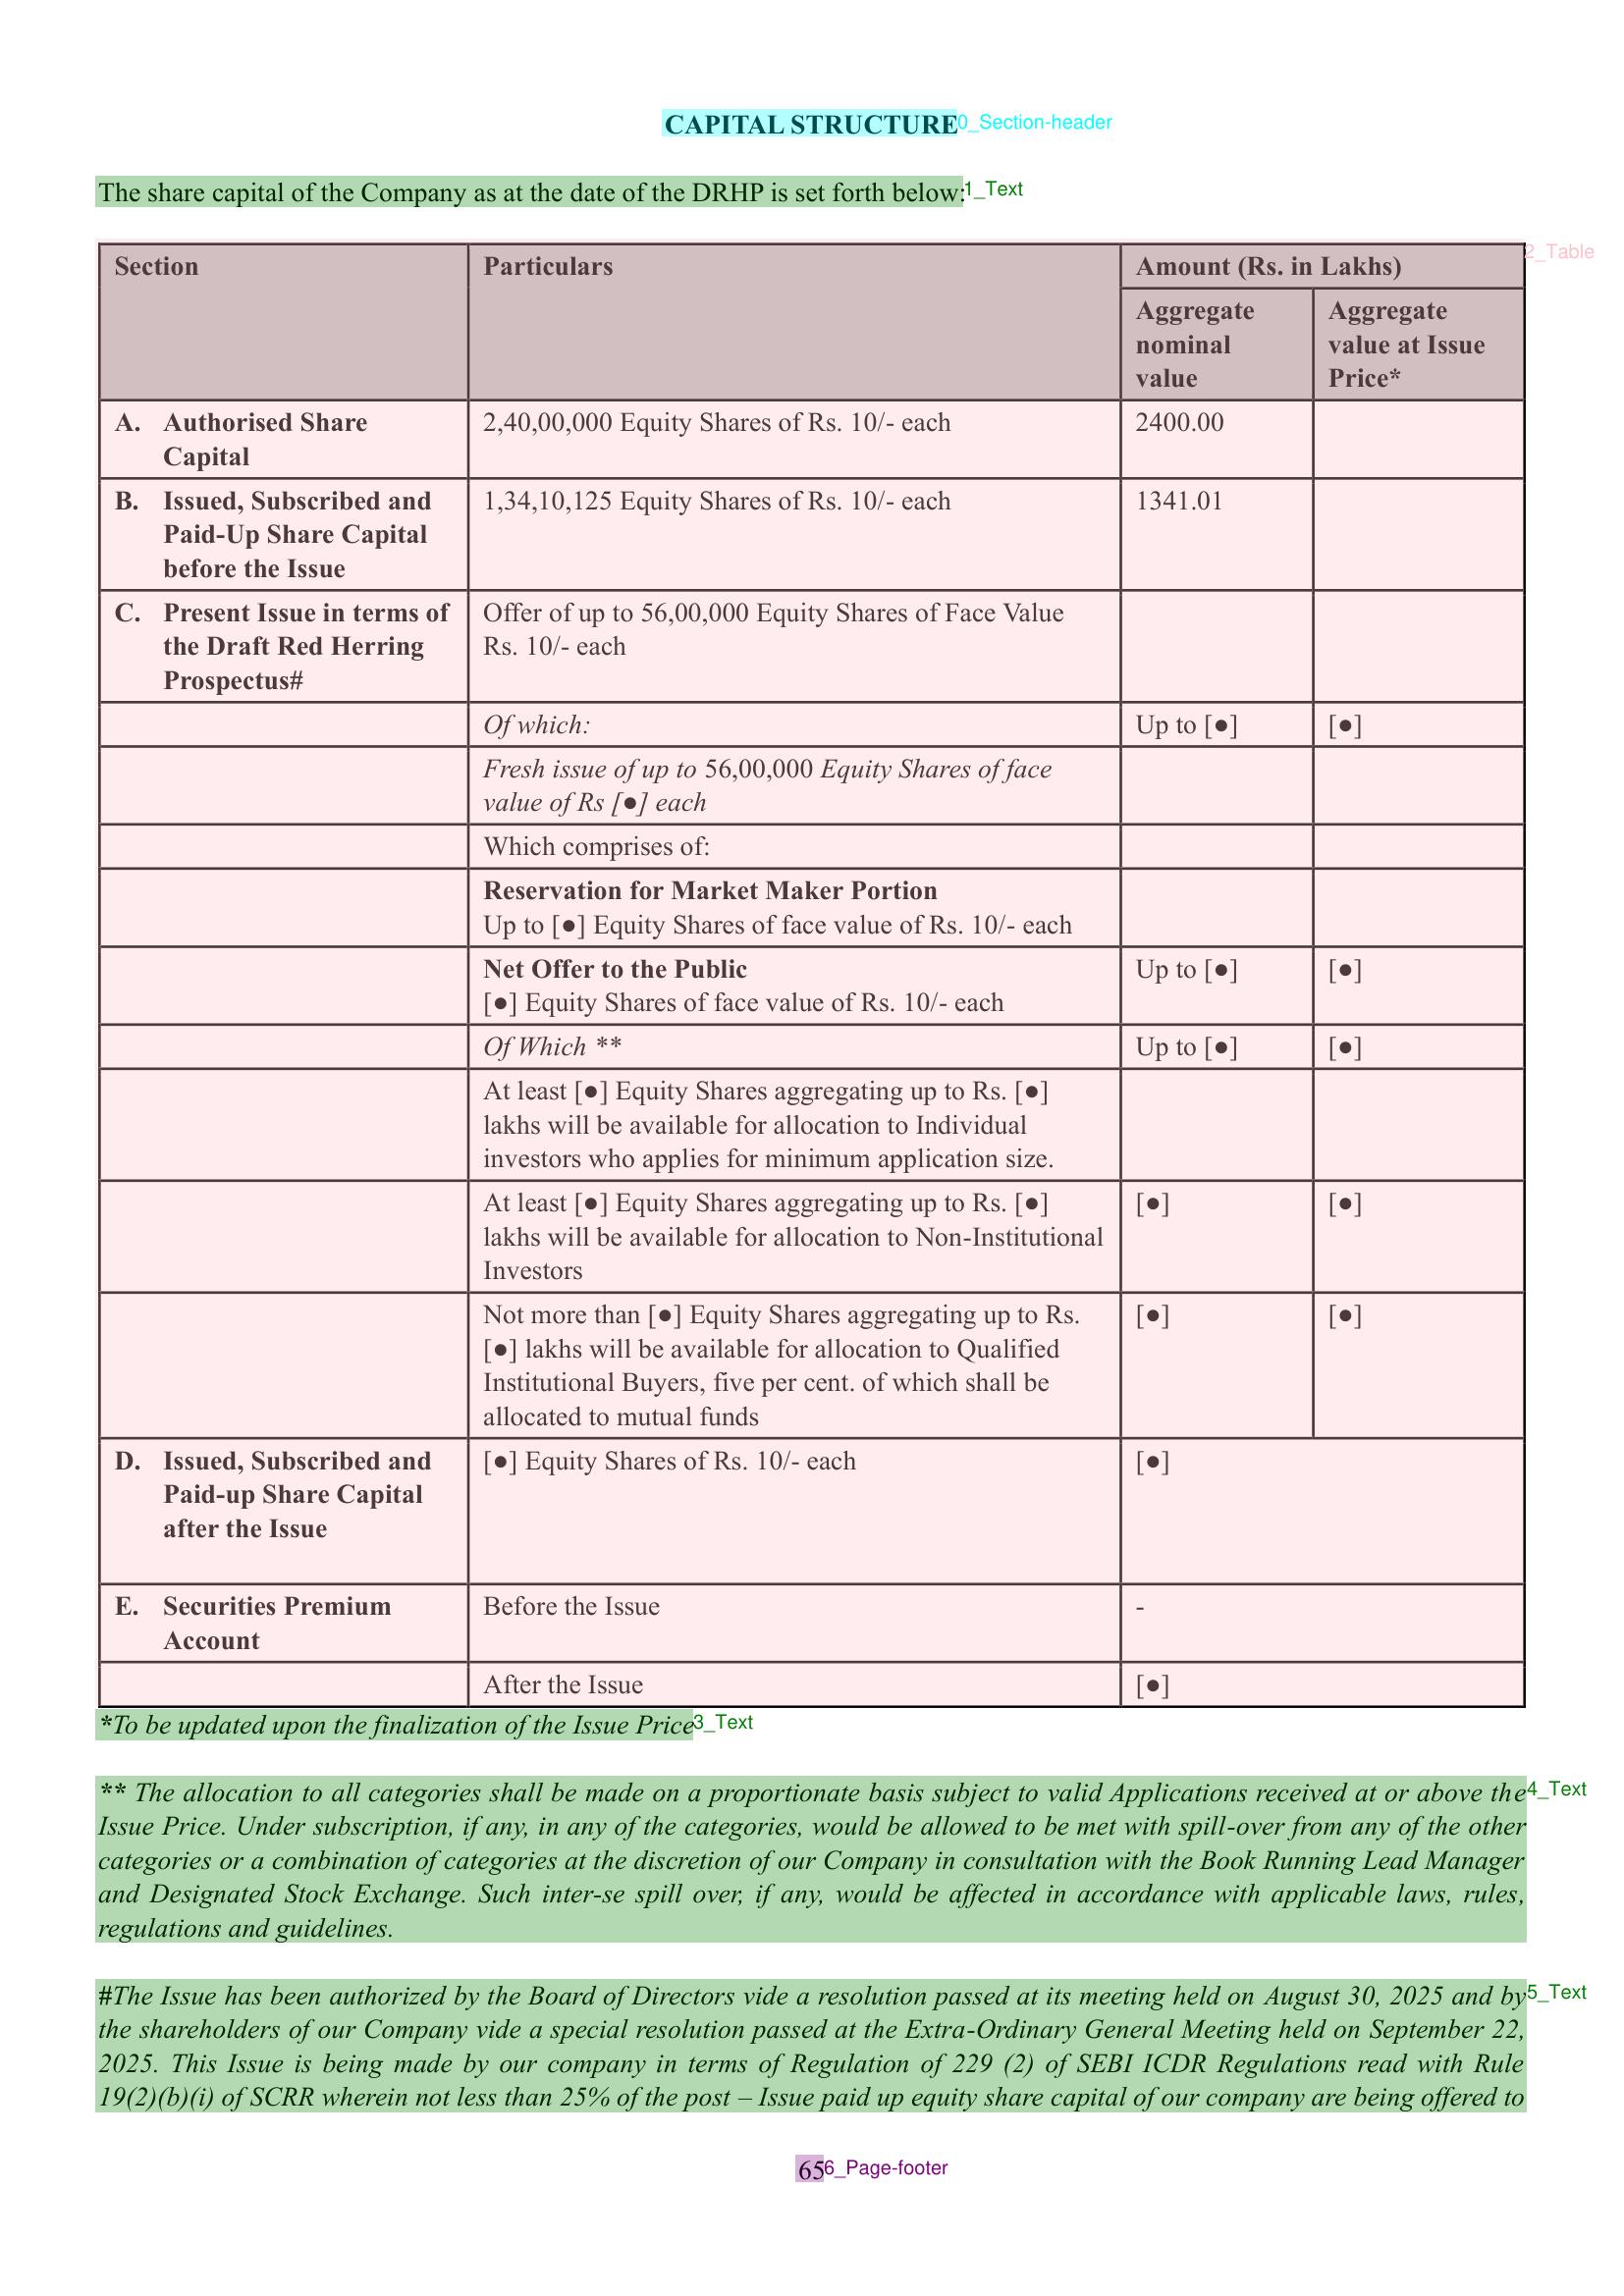 CAPITAL STRUCTURE
0_Section-header
The share capital of the Company as at the date of the DRHP is set forth below:
1_Text
2_Table
Section
Particulars
Amount (Rs. in Lakhs)
Aggregate
nominal
value
Aggregate
value at Issue
Price*
A. Authorised Share
Capital
2,40,00,000 Equity Shares of Rs. 10/- each
2400.00
B. Issued, Subscribed and
Paid-Up Share Capital
before the Issue
1,34,10,125 Equity Shares of Rs. 10/- each
1341.01
C. Present Issue in terms of
the Draft Red Herring
Prospectus#
Offer of up to 56,00,000 Equity Shares of Face Value
Rs. 10/- each
Of which:
Up to [●]
[●]
Fresh issue of up to 56,00,000 Equity Shares of face
value of Rs [●] each
Which comprises of:
Reservation for Market Maker Portion
Up to [●] Equity Shares of face value of Rs. 10/- each
Net Offer to the Public
[●] Equity Shares of face value of Rs. 10/- each
Up to [●]
[●]
Of Which **
Up to [●]
[●]
At least [●] Equity Shares aggregating up to Rs. [●]
lakhs will be available for allocation to Individual
investors who applies for minimum application size.
At least [●] Equity Shares aggregating up to Rs. [●]
lakhs will be available for allocation to Non-Institutional
Investors
[●]
[●]
Not more than [●] Equity Shares aggregating up to Rs.
[●] lakhs will be available for allocation to Qualified
Institutional Buyers, five per cent. of which shall be
allocated to mutual funds
[●]
[●]
D. Issued, Subscribed and
Paid-up Share Capital
after the Issue
[●] Equity Shares of Rs. 10/- each
[●]
E. Securities Premium
Account
Before the Issue
-
After the Issue
[●]
*To be updated upon the finalization of the Issue Price
3_Text
** The allocation to all categories shall be made on a proportionate basis subject to valid Applications received at or above the
4_Text
Issue Price. Under subscription, if any, in any of the categories, would be allowed to be met with spill-over from any of the other
categories or a combination of categories at the discretion of our Company in consultation with the Book Running Lead Manager
and Designated Stock Exchange. Such inter-se spill over, if any, would be affected in accordance with applicable laws, rules,
regulations and guidelines.
#The Issue has been authorized by the Board of Directors vide a resolution passed at its meeting held on August 30, 2025 and by
5_Text
the shareholders of our Company vide a special resolution passed at the Extra-Ordinary General Meeting held on September 22,
2025. This Issue is being made by our company in terms of Regulation of 229 (2) of SEBI ICDR Regulations read with Rule
19(2)(b)(i) of SCRR wherein not less than 25% of the post – Issue paid up equity share capital of our company are being offered to
65
6_Page-footer